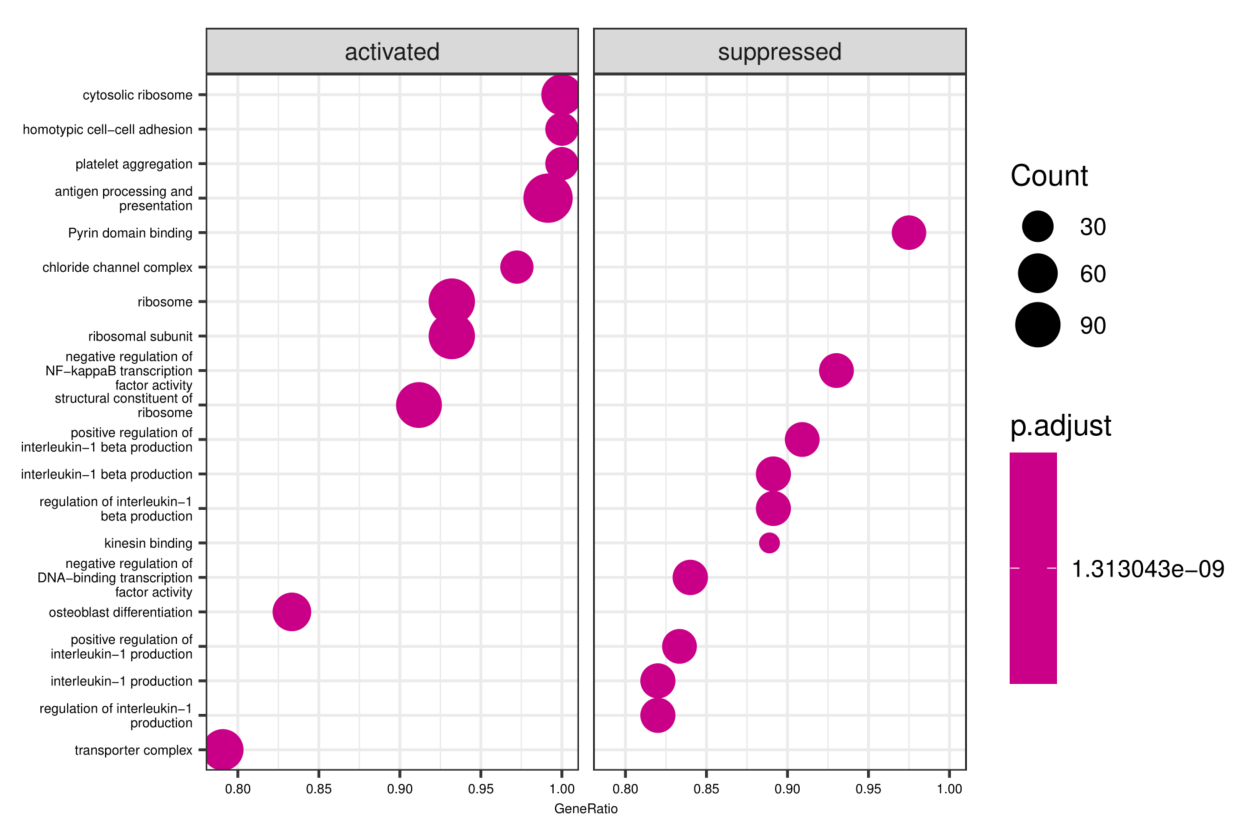 activated
suppressed
cytosolic ribosome
homotypic cell−cell adhesion
platelet aggregation
antigen processing and
presentation
Pyrin domain binding
chloride channel complex
ribosome
ribosomal subunit
negative regulation of
NF−kappaB transcription
factor activity
structural constituent of
ribosome
positive regulation of
interleukin−1 beta production
interleukin−1 beta production
regulation of interleukin−1
beta production
kinesin binding
negative regulation of
DNA−binding transcription
factor activity
osteoblast differentiation
positive regulation of
interleukin−1 production
interleukin−1 production
regulation of interleukin−1
production
transporter complex
0.80 0.85 0.90 0.95 1.00
0.80 0.85 0.90 0.95 1.00
GeneRatio
Count
30
60
90
p.adjust
1.313043e−09